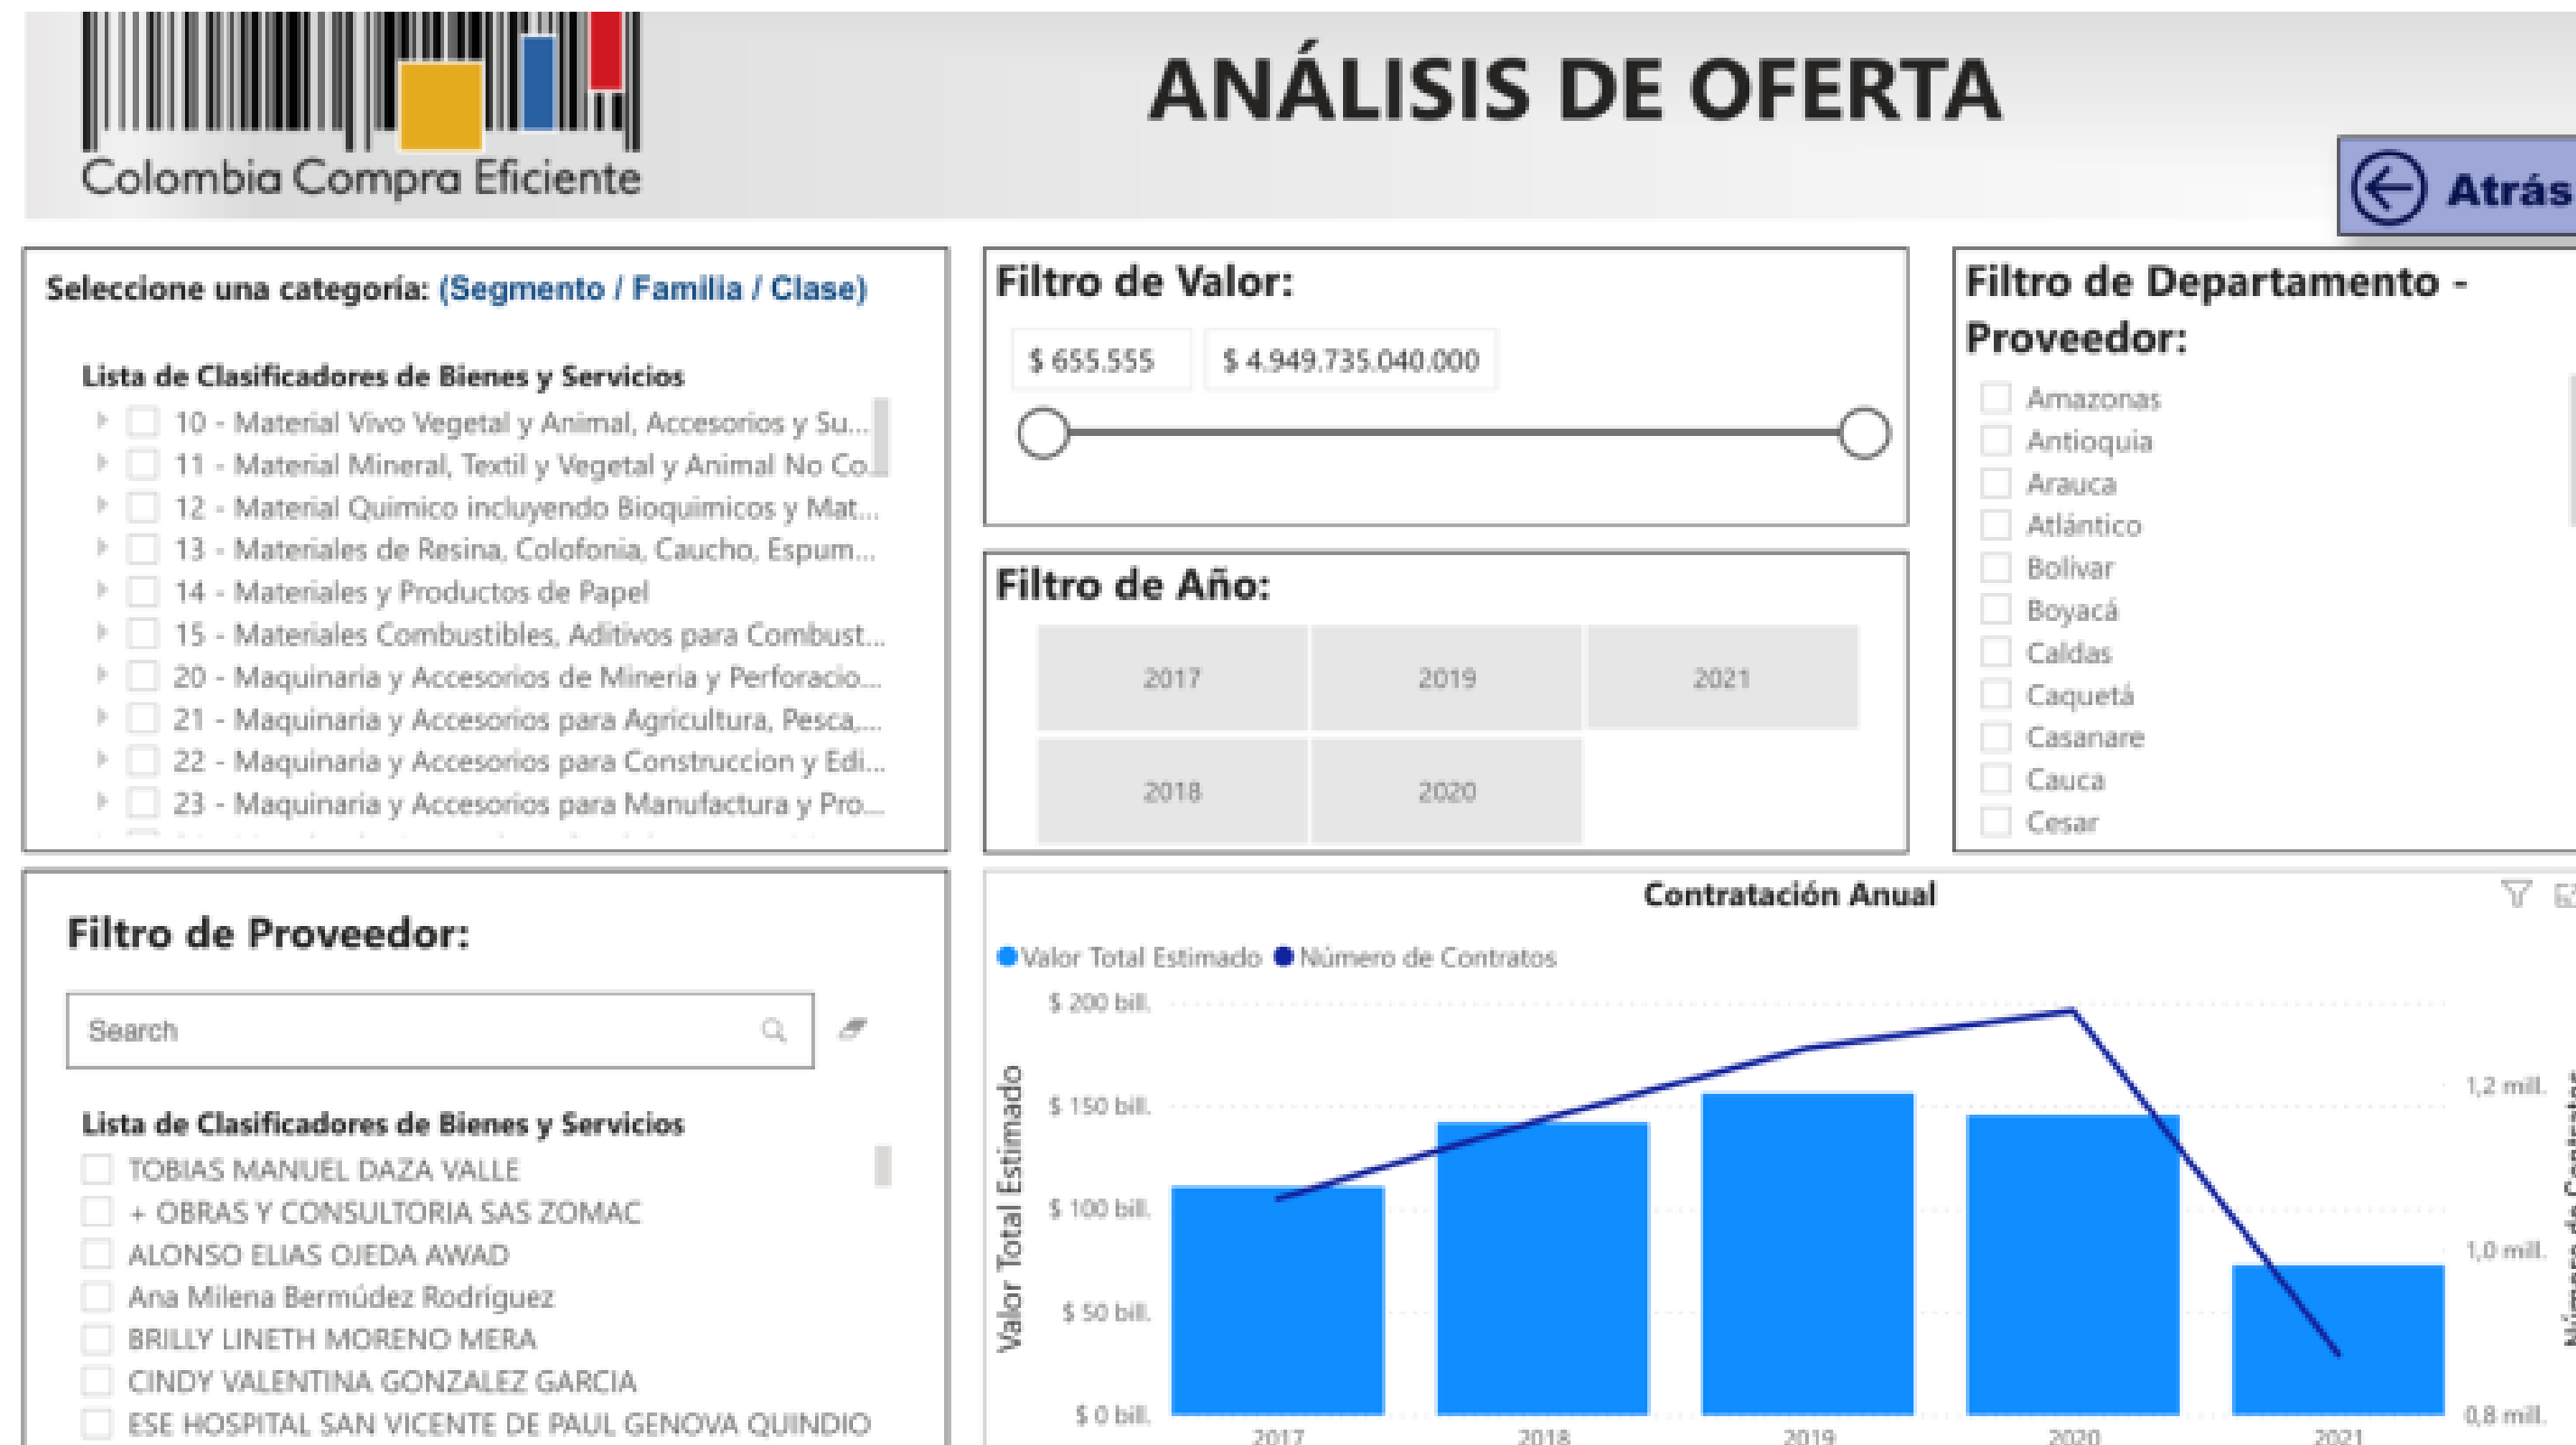 Colombia Compra Eficiente
ANÁLISIS DE OFERTA
Atrás
Seleccione una categoría: (Segmento / Familia / Clase)
Lista de Clasificadores de Bienes y Servicios
10 - Material Vivo Vegetal y Animal, Accesorios y Su...
11 - Material Mineral, Textil y Vegetal y Animal No Co...
12 - Material Quimico incluyendo Bioquimicos y Mat...
13 - Materiales de Resina, Colofonia, Caucho, Espum...
14 - Materiales y Productos de Papel
15 - Materiales Combustibles, Aditivos para Combust...
20 - Maquinaria y Accesorios de Mineria y Perforacio...
21 - Maquinaria y Accesorios para Agricultura, Pesca,...
22 - Maquinaria y Accesorios para Construccion y Edi...
23 - Maquinaria y Accesorios para Manufactura y Pro...
Filtro de Valor:
$ 655.555
$ 4.949.735.040.000
Filtro de Año:
2017
2019
2021
2018
2020
Filtro de Departamento -
Proveedor:
Amazonas
Antioquia
Arauca
Atlántico
Bolívar
Boyacá
Caldas
Caquetá
Casanare
Cauca
Cesar
Filtro de Proveedor:
Search
Lista de Clasificadores de Bienes y Servicios
TOBIAS MANUEL DAZA VALLE
+ OBRAS Y CONSULTORIA SAS ZOMAC
ALONSO ELIAS OJEDA AWAD
Ana Milena Bermúdez Rodríguez
BRILLY LINETH MORENO MERA
CINDY VALENTINA GONZALEZ GARCIA
ESE HOSPITAL SAN VICENTE DE PAUL GENOVA QUINDIO
Contratación Anual
Valor Total Estimado
Número de Contratos
Valor Total Estimado
$ 200 bill.
$ 150 bill.
$ 100 bill.
$ 50 bill.
$ 0 bill.
1,2 mill.
1,0 mill.
0,8 mill.
Número de Contratos
2017
2018
2019
2020
2021